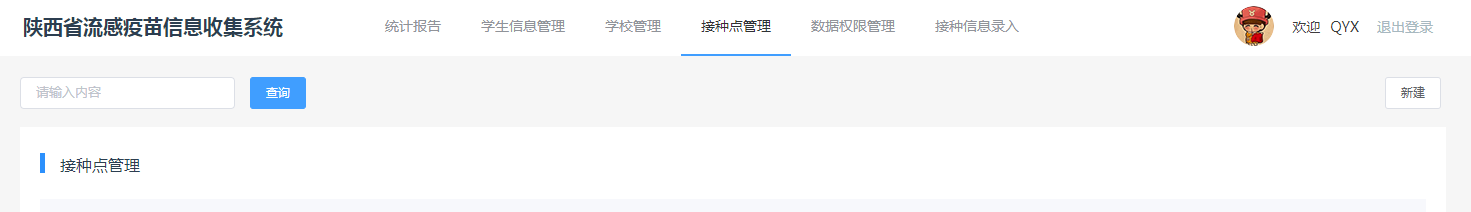 陕西省流感疫苗信息收集系统 统计报告 学生信息管理 学校管理 接种点管理 数据权限管理 接种信息录入 欢迎 QYX 退出登录
请输入内容 查询 新建
接种点管理